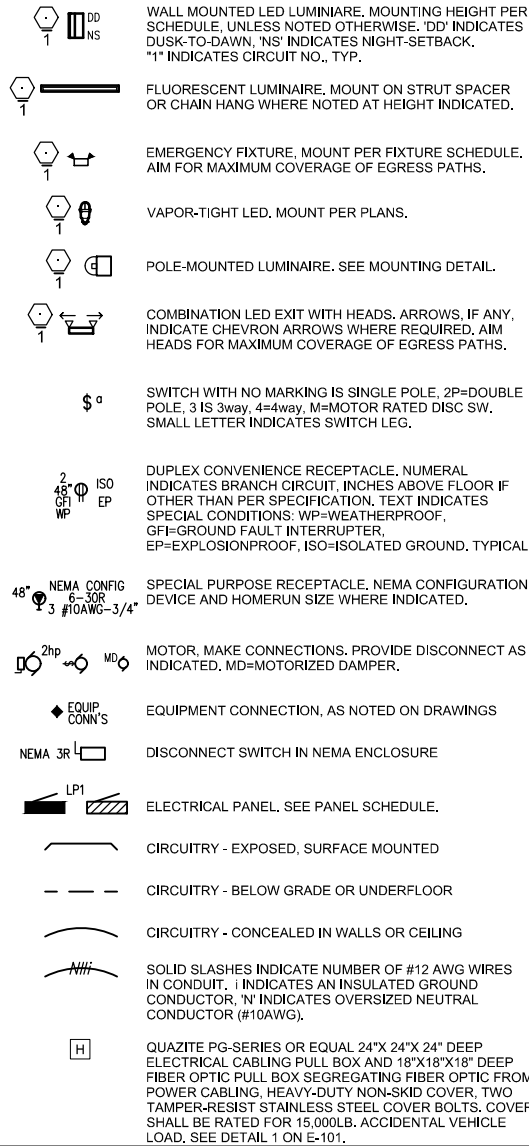 WALL MOUNTED LED LUMINIARE. MOUNTING HEIGHT PER
SCHEDULE, UNLESS NOTED OTHERWISE. 'DD' INDICATES
DUSK-TO-DAWN, 'NS' INDICATES NIGHT-SETBACK.
"1" INDICATES CIRCUIT NO., TYP.
DD
NS
1
FLUORESCENT LUMINAIRE. MOUNT ON STRUT SPACER
OR CHAIN HANG WHERE NOTED AT HEIGHT INDICATED.
1
EMERGENCY FIXTURE, MOUNT PER FIXTURE SCHEDULE.
AIM FOR MAXIMUM COVERAGE OF EGRESS PATHS.
1
VAPOR-TIGHT LED. MOUNT PER PLANS.
1
POLE-MOUNTED LUMINAIRE. SEE MOUNTING DETAIL.
1
COMBINATION LED EXIT WITH HEADS. ARROWS, IF ANY,
INDICATE CHEVRON ARROWS WHERE REQUIRED. AIM
HEADS FOR MAXIMUM COVERAGE OF EGRESS PATHS.
1
$ a
SWITCH WITH NO MARKING IS SINGLE POLE, 2P=DOUBLE
POLE, 3 IS 3way, 4=4way, M=MOTOR RATED DISC SW.
SMALL LETTER INDICATES SWITCH LEG.
2
48"
GFI
WP
ISO
EP
DUPLEX CONVENIENCE RECEPTACLE. NUMERAL
INDICATES BRANCH CIRCUIT, INCHES ABOVE FLOOR IF
OTHER THAN PER SPECIFICATION. TEXT INDICATES
SPECIAL CONDITIONS: WP=WEATHERPROOF,
GFI=GROUND FAULT INTERRUPTER,
EP=EXPLOSIONPROOF, ISO=ISOLATED GROUND. TYPICAL
48" NEMA CONFIG
6-30R
3 #10AWG-3/4"
SPECIAL PURPOSE RECEPTACLE, NEMA CONFIGURATION
DEVICE AND HOMERUN SIZE WHERE INDICATED.
2hp MD
MOTOR, MAKE CONNECTIONS. PROVIDE DISCONNECT AS
INDICATED. MD=MOTORIZED DAMPER.
EQUIP
CONN'S
EQUIPMENT CONNECTION, AS NOTED ON DRAWINGS
NEMA 3R
DISCONNECT SWITCH IN NEMA ENCLOSURE
LP1
ELECTRICAL PANEL. SEE PANEL SCHEDULE.
CIRCUITRY - EXPOSED, SURFACE MOUNTED
CIRCUITRY - BELOW GRADE OR UNDERFLOOR
CIRCUITRY - CONCEALED IN WALLS OR CEILING
N i
SOLID SLASHES INDICATE NUMBER OF #12 AWG WIRES
IN CONDUIT. i INDICATES AN INSULATED GROUND
CONDUCTOR, 'N' INDICATES OVERSIZED NEUTRAL
CONDUCTOR (#10AWG).
H
QUAZITE PG-SERIES OR EQUAL 24"X 24"X 24" DEEP
ELECTRICAL CABLING PULL BOX AND 18"X18"X18" DEEP
FIBER OPTIC PULL BOX SEGREGATING FIBER OPTIC FROM
POWER CABLING, HEAVY-DUTY NON-SKID COVER, TWO
TAMPER-RESIST STAINLESS STEEL COVER BOLTS. COVER
SHALL BE RATED FOR 15,000LB. ACCIDENTAL VEHICLE
LOAD. SEE DETAIL 1 ON E-101.